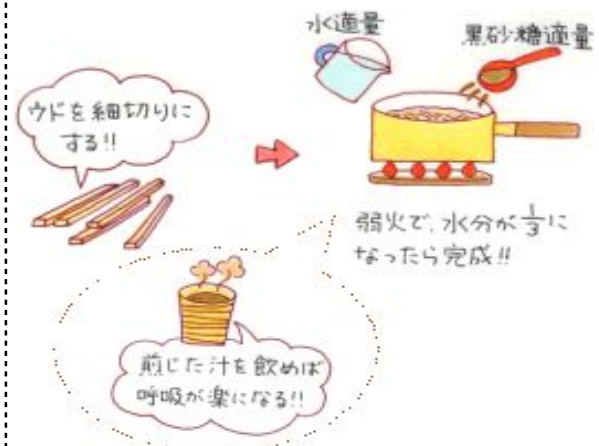 水適量
黒砂糖適量
ウドを細切りに
する!!
弱火で、水分が1/3に
なったら完成!!
煎じた汁を飲めば
呼吸が楽になる!!